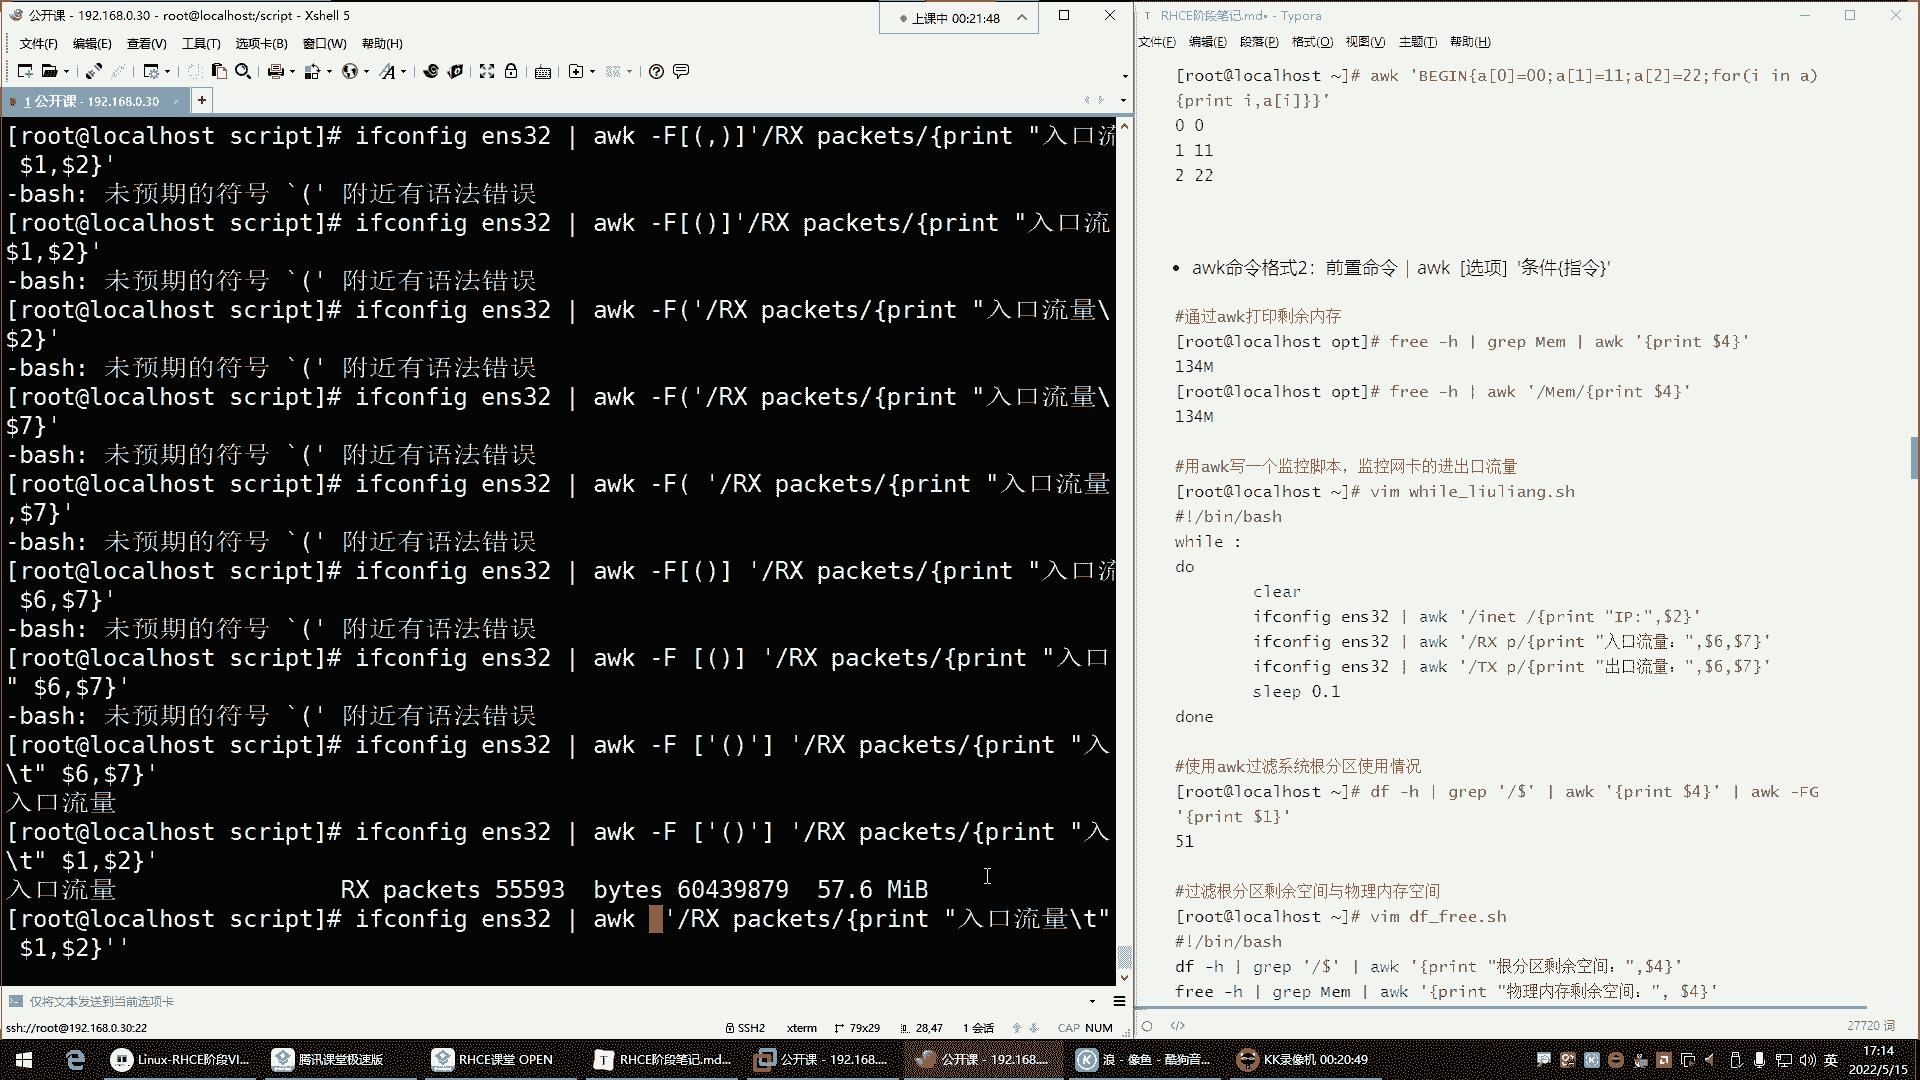 公开课 - 192.168.0.30 - root@localhost:/script - Xshell 5
上课中 00:21:48
文件(F) 编辑(E) 查看(V) 工具(T) 选项卡(B) 窗口(W) 帮助(H)
1 公开课 - 192.168.0.30
[root@localhost script]# ifconfig ens32 | awk -F[(,)]'/RX packets/{print "入口流
 $1,$2}'
-bash: 未预期的符号 `(' 附近有语法错误
[root@localhost script]# ifconfig ens32 | awk -F[()]'/RX packets/{print "入口流
$1,$2}'
-bash: 未预期的符号 `(' 附近有语法错误
[root@localhost script]# ifconfig ens32 | awk -F('/RX packets/{print "入口流量\
$2}'
-bash: 未预期的符号 `(' 附近有语法错误
[root@localhost script]# ifconfig ens32 | awk -F('/RX packets/{print "入口流量\
$7}'
-bash: 未预期的符号 `(' 附近有语法错误
[root@localhost script]# ifconfig ens32 | awk -F( '/RX packets/{print "入口流量
,$7}'
-bash: 未预期的符号 `(' 附近有语法错误
[root@localhost script]# ifconfig ens32 | awk -F[()] '/RX packets/{print "入口流
 $6,$7}'
-bash: 未预期的符号 `(' 附近有语法错误
[root@localhost script]# ifconfig ens32 | awk -F [()] '/RX packets/{print "入口
" $6,$7}'
-bash: 未预期的符号 `(' 附近有语法错误
[root@localhost script]# ifconfig ens32 | awk -F ['()'] '/RX packets/{print "入
\t" $6,$7}'
入口流量
[root@localhost script]# ifconfig ens32 | awk -F ['()'] '/RX packets/{print "入
\t" $1,$2}'
入口流量 RX packets 55593 bytes 60439879 57.6 MiB
[root@localhost script]# ifconfig ens32 | awk '/RX packets/{print "入口流量\t"
 $1,$2}''
仅将文本发送到当前选项卡
ssh://root@192.168.0.30:22 SSH2 xterm 79x29 28,47 1 会话 CAP NUM
RHCE阶段笔记.md• - Typora
文件(F) 编辑(E) 段落(P) 格式(O) 视图(V) 主题(T) 帮助(H)
[root@localhost ~]# awk 'BEGIN{a[0]=00;a[1]=11;a[2]=22;for(i in a)
{print i,a[i]}}'
0 0
1 11
2 22
• awk命令格式2：前置命令 | awk [选项] '条件{指令}'
#通过awk打印剩余内存
[root@localhost opt]# free -h | grep Mem | awk '{print $4}'
134M
[root@localhost opt]# free -h | awk '/Mem/{print $4}'
134M
#用awk写一个监控脚本，监控网卡的进出口流量
[root@localhost ~]# vim while_liuliang.sh
#!/bin/bash
while :
do
clear
ifconfig ens32 | awk '/inet /{print "IP:",$2}'
ifconfig ens32 | awk '/RX p/{print "入口流量：",$6,$7}'
ifconfig ens32 | awk '/TX p/{print "出口流量：",$6,$7}'
sleep 0.1
done
#使用awk过滤系统根分区使用情况
[root@localhost ~]# df -h | grep '/$' | awk '{print $4}' | awk -FG
'{print $1}'
51
#过滤根分区剩余空间与物理内存空间
[root@localhost ~]# vim df_free.sh
#!/bin/bash
df -h | grep '/$' | awk '{print "根分区剩余空间：",$4}'
free -h | grep Mem | awk '{print "物理内存剩余空间：", $4}'
27720 词
Linux-RHCE阶段VI... 腾讯课堂极速版 RHCE课堂 OPEN RHCE阶段笔记.md... 公开课 - 192.168.... 公开课 - 192.168.... 浪 - 像鱼 - 酷狗音... KK录像机 00:20:49 英 17:14
2022/5/15